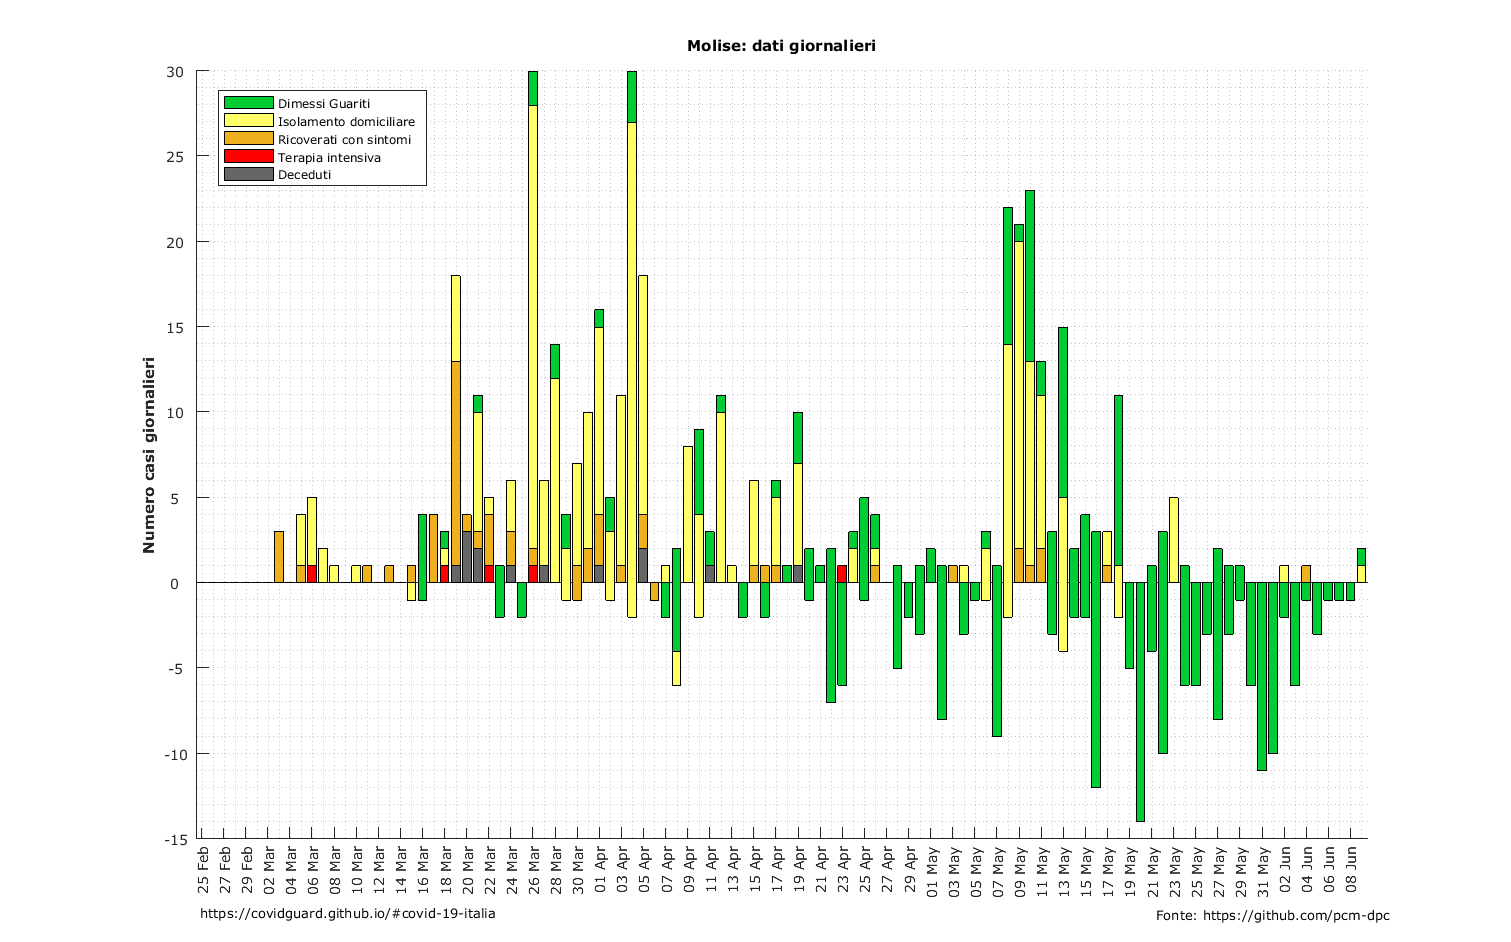 Molise: dati giornalieri
30
25
20
15
10
5
0
-5
-10
-15
Numero casi giornalieri
Dimessi Guariti
Isolamento domiciliare
Ricoverati con sintomi
Terapia intensiva
Deceduti
25 Feb
27 Feb
29 Feb
02 Mar
04 Mar
06 Mar
08 Mar
10 Mar
12 Mar
14 Mar
16 Mar
18 Mar
20 Mar
22 Mar
24 Mar
26 Mar
28 Mar
30 Mar
01 Apr
03 Apr
05 Apr
07 Apr
09 Apr
11 Apr
13 Apr
15 Apr
17 Apr
19 Apr
21 Apr
23 Apr
25 Apr
27 Apr
29 Apr
01 May
03 May
05 May
07 May
09 May
11 May
13 May
15 May
17 May
19 May
21 May
23 May
25 May
27 May
29 May
31 May
02 Jun
04 Jun
06 Jun
08 Jun
https://covidguard.github.io/#covid-19-italia
Fonte: https://github.com/pcm-dpc